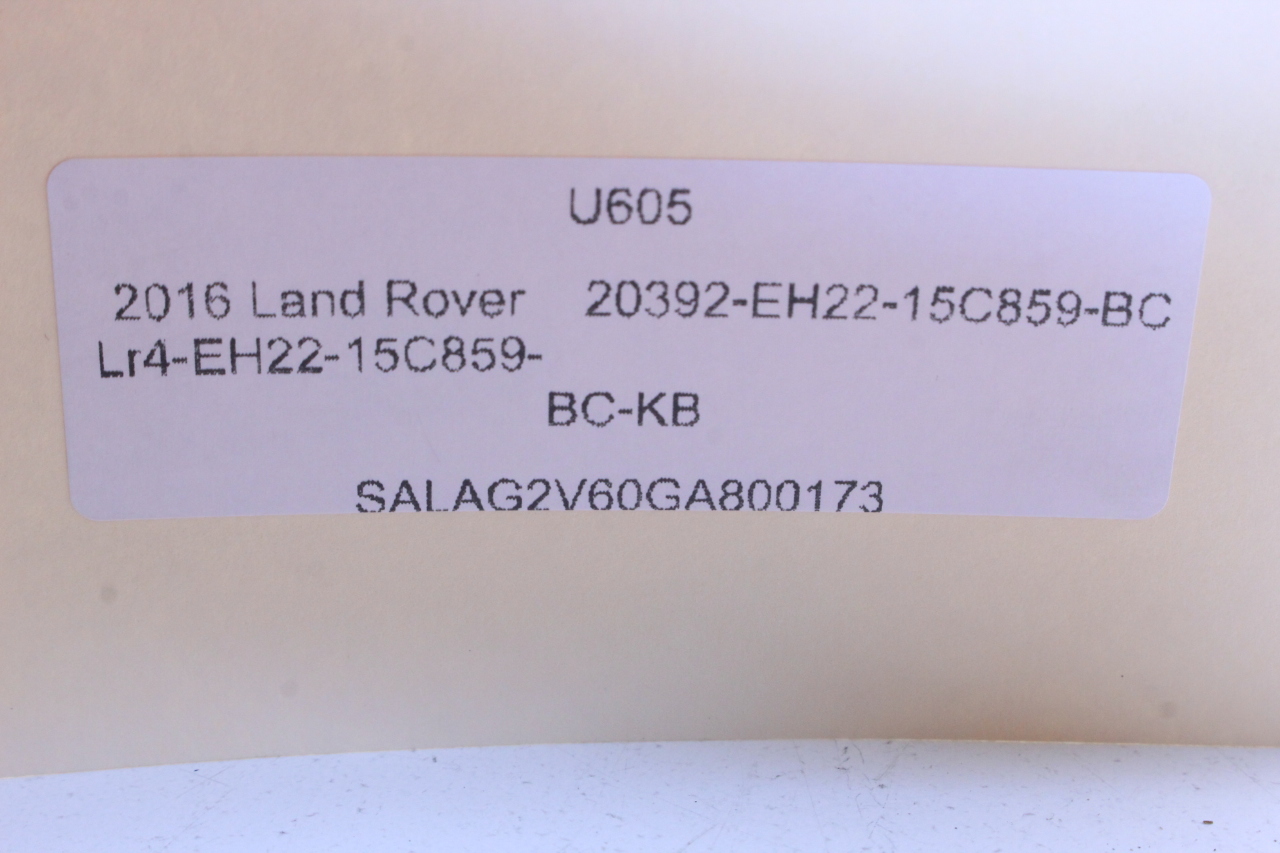 U605
2016 Land Rover 20392-EH22-15C859-BC
Lr4-EH22-15C859-
BC-KB
SALAG2V60GA800173